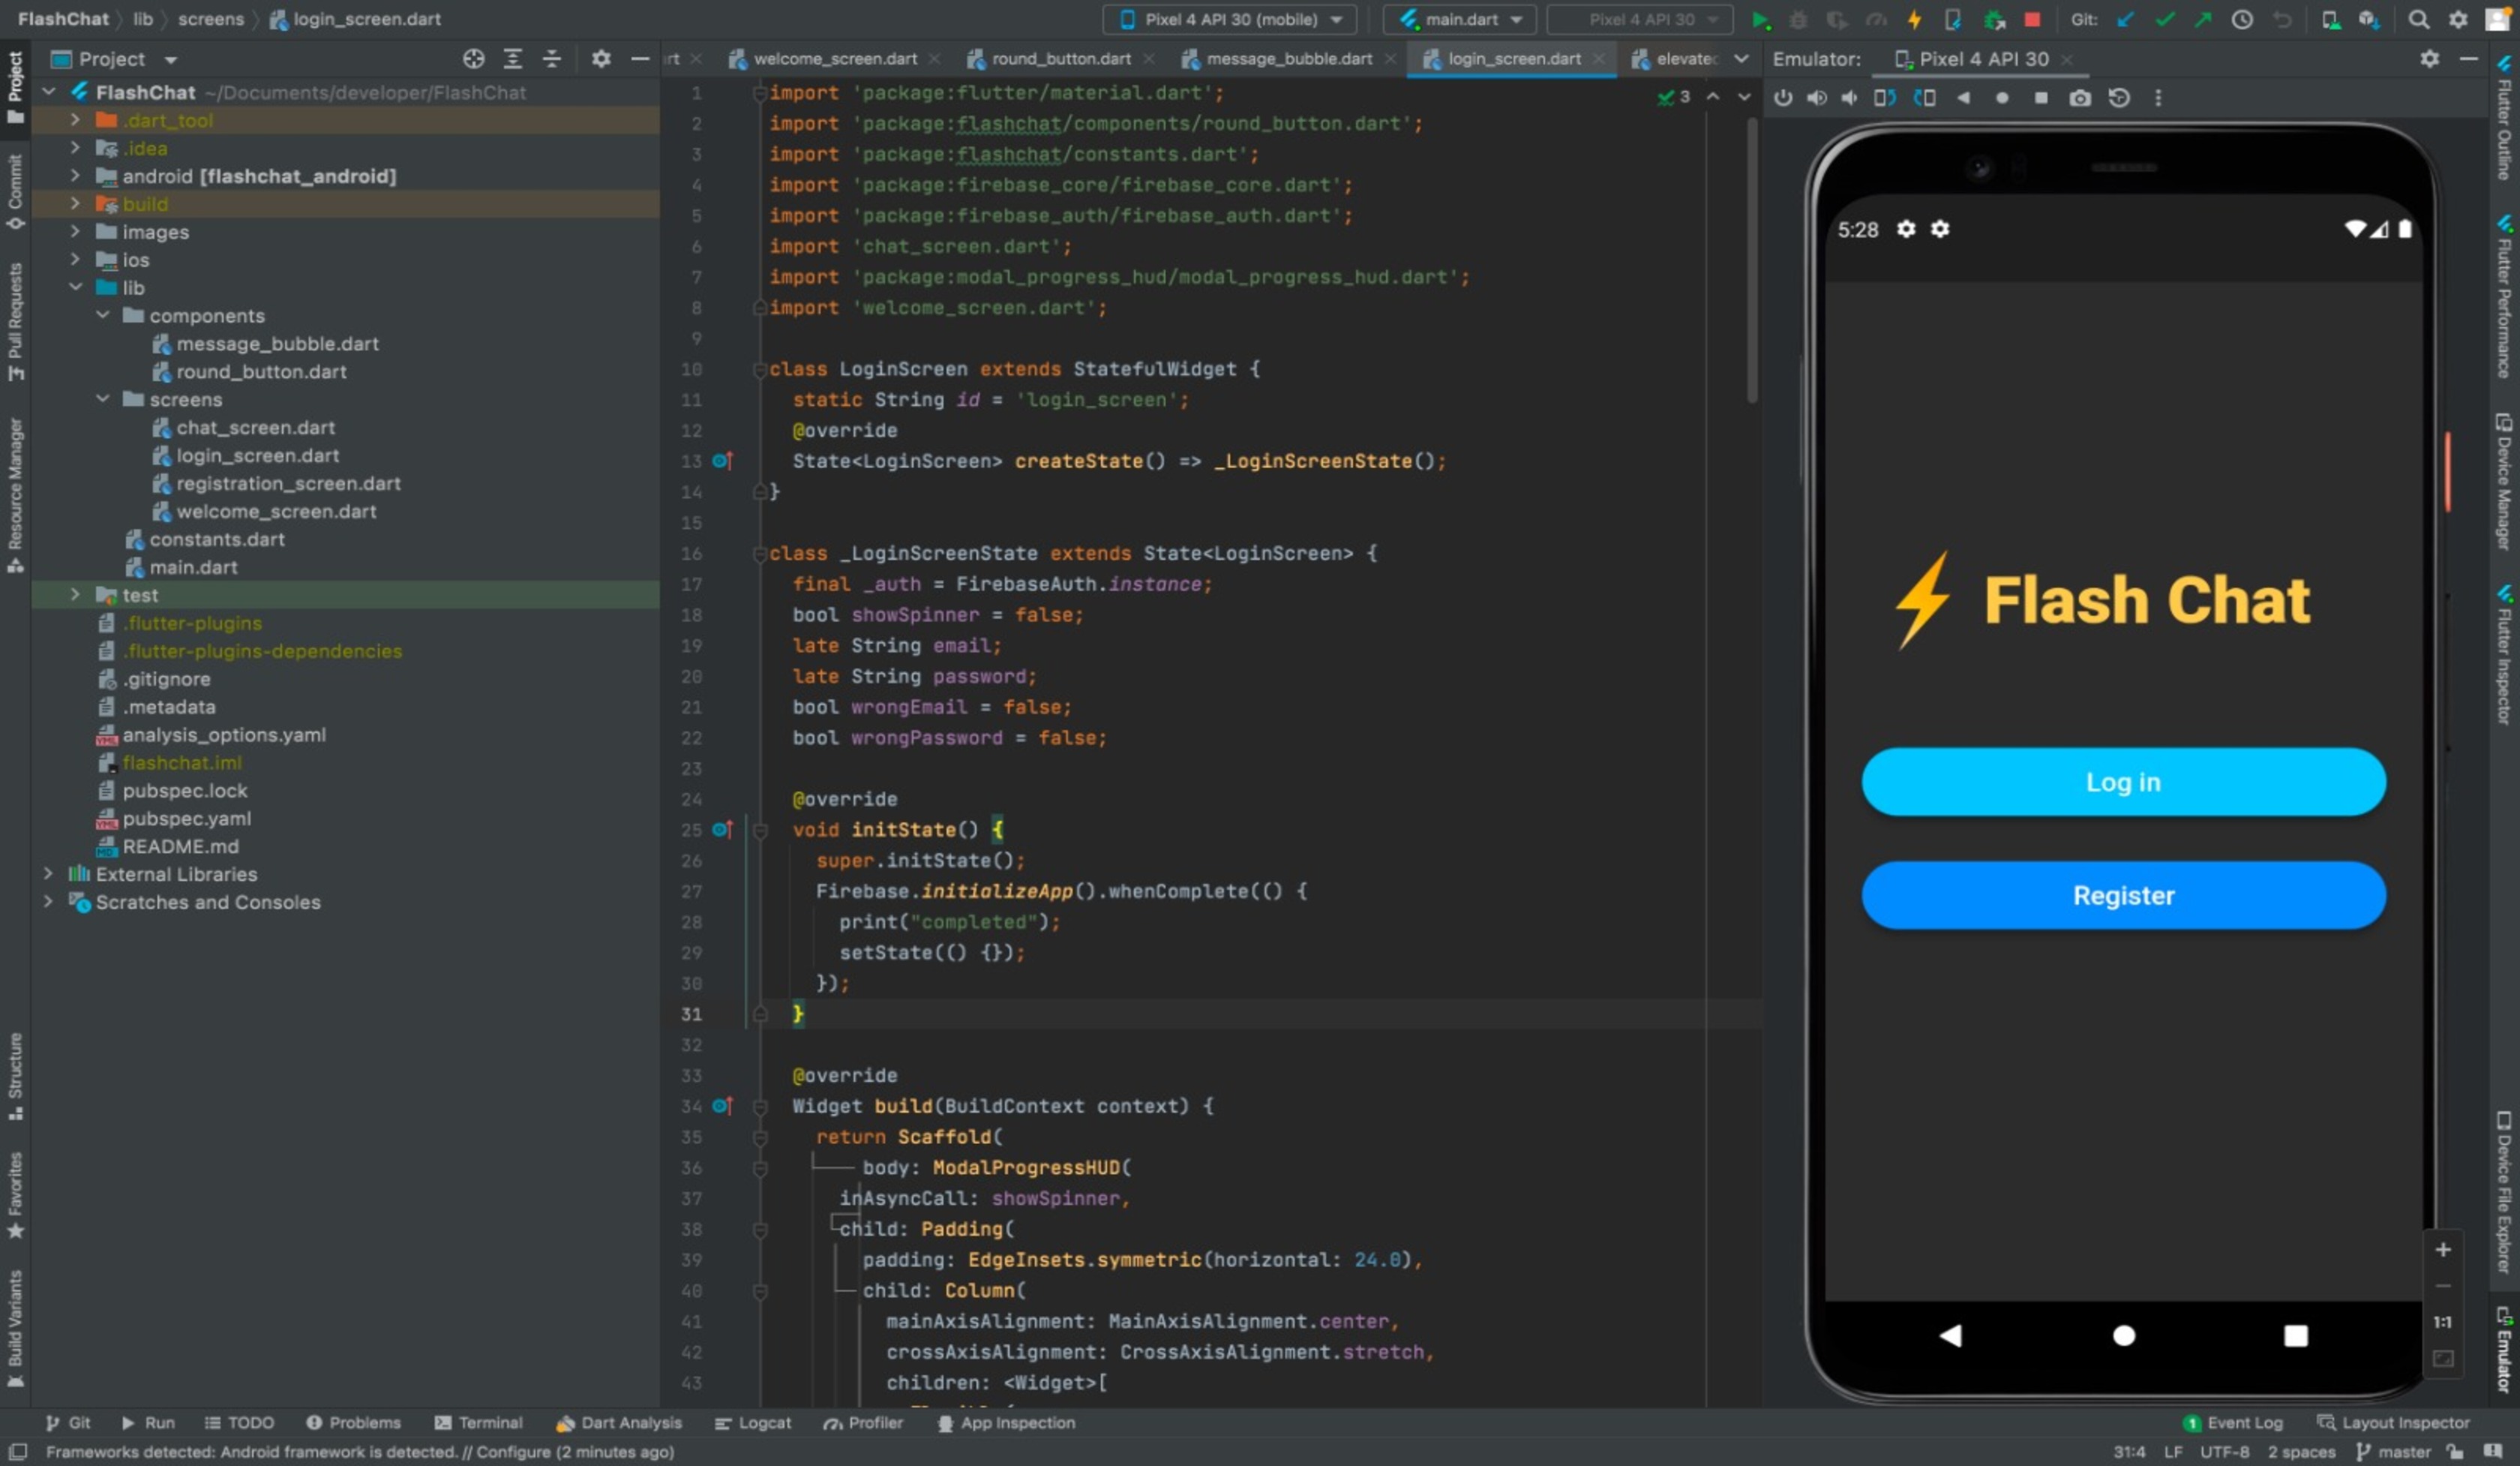 FlashChat lib screens login_screen.dart
Pixel 4 API 30 (mobile) main.dart Pixel 4 API 30 Git:
Project
rt welcome_screen.dart round_button.dart message_bubble.dart login_screen.dart elevated
Emulator: Pixel 4 API 30
Project
Commit
Pull Requests
Resource Manager
Structure
Favorites
Build Variants
FlashChat ~/Documents/developer/FlashChat
.dart_tool
.idea
android [flashchat_android]
build
images
ios
lib
components
message_bubble.dart
round_button.dart
screens
chat_screen.dart
login_screen.dart
registration_screen.dart
welcome_screen.dart
constants.dart
main.dart
test
.flutter-plugins
.flutter-plugins-dependencies
.gitignore
.metadata
analysis_options.yaml
flashchat.iml
pubspec.lock
pubspec.yaml
README.md
External Libraries
Scratches and Consoles
3
1 import 'package:flutter/material.dart';
2 import 'package:flashchat/components/round_button.dart';
3 import 'package:flashchat/constants.dart';
4 import 'package:firebase_core/firebase_core.dart';
5 import 'package:firebase_auth/firebase_auth.dart';
6 import 'chat_screen.dart';
7 import 'package:modal_progress_hud/modal_progress_hud.dart';
8 import 'welcome_screen.dart';
9
10 class LoginScreen extends StatefulWidget {
11 static String id = 'login_screen';
12 @override
13 State<LoginScreen> createState() => _LoginScreenState();
14 }
15
16 class _LoginScreenState extends State<LoginScreen> {
17 final _auth = FirebaseAuth.instance;
18 bool showSpinner = false;
19 late String email;
20 late String password;
21 bool wrongEmail = false;
22 bool wrongPassword = false;
23
24 @override
25 void initState() {
26 super.initState();
27 Firebase.initializeApp().whenComplete(() {
28 print("completed");
29 setState(() {});
30 });
31 }
32
33 @override
34 Widget build(BuildContext context) {
35 return Scaffold(
36 body: ModalProgressHUD(
37 inAsyncCall: showSpinner,
38 child: Padding(
39 padding: EdgeInsets.symmetric(horizontal: 24.0),
40 child: Column(
41 mainAxisAlignment: MainAxisAlignment.center,
42 crossAxisAlignment: CrossAxisAlignment.stretch,
43 children: <Widget>[
5:28
Flash Chat
Log in
Register
1:1
Flutter Outline
Flutter Performance
Device Manager
Flutter Inspector
Device File Explorer
Emulator
Git Run TODO Problems Terminal Dart Analysis Logcat Profiler App Inspection 1 Event Log Layout Inspector
Frameworks detected: Android framework is detected. // Configure (2 minutes ago) 31:4 LF UTF-8 2 spaces master